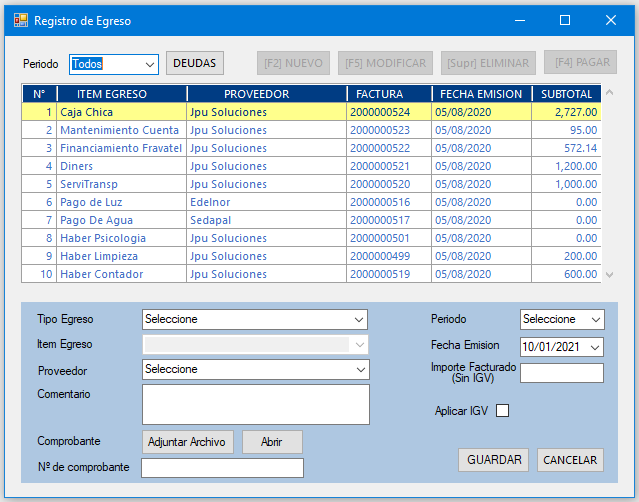 Registro de Egreso
Periodo Todos DEUDAS [F2] NUEVO [F5] MODIFICAR [Supr] ELIMINAR [F4] PAGAR
N° ITEM EGRESO PROVEEDOR FACTURA FECHA EMISION SUBTOTAL
1 Caja Chica Jpu Soluciones 2000000524 05/08/2020 2,727.00
2 Mantenimiento Cuenta Jpu Soluciones 2000000523 05/08/2020 95.00
3 Financiamiento Fravatel Jpu Soluciones 2000000522 05/08/2020 572.14
4 Diners Jpu Soluciones 2000000521 05/08/2020 1,200.00
5 ServiTransp Jpu Soluciones 2000000520 05/08/2020 1,000.00
6 Pago de Luz Edelnor 2000000516 05/08/2020 0.00
7 Pago De Agua Sedapal 2000000517 05/08/2020 0.00
8 Haber Psicologia Jpu Soluciones 2000000501 05/08/2020 0.00
9 Haber Limpieza Jpu Soluciones 2000000499 05/08/2020 200.00
10 Haber Contador Jpu Soluciones 2000000519 05/08/2020 600.00
Tipo Egreso Seleccione Periodo Seleccione
Item Egreso Fecha Emision 10/01/2021
Proveedor Seleccione Importe Facturado
(Sin IGV)
Comentario
Aplicar IGV
Comprobante Adjuntar Archivo Abrir
GUARDAR CANCELAR
Nº de comprobante